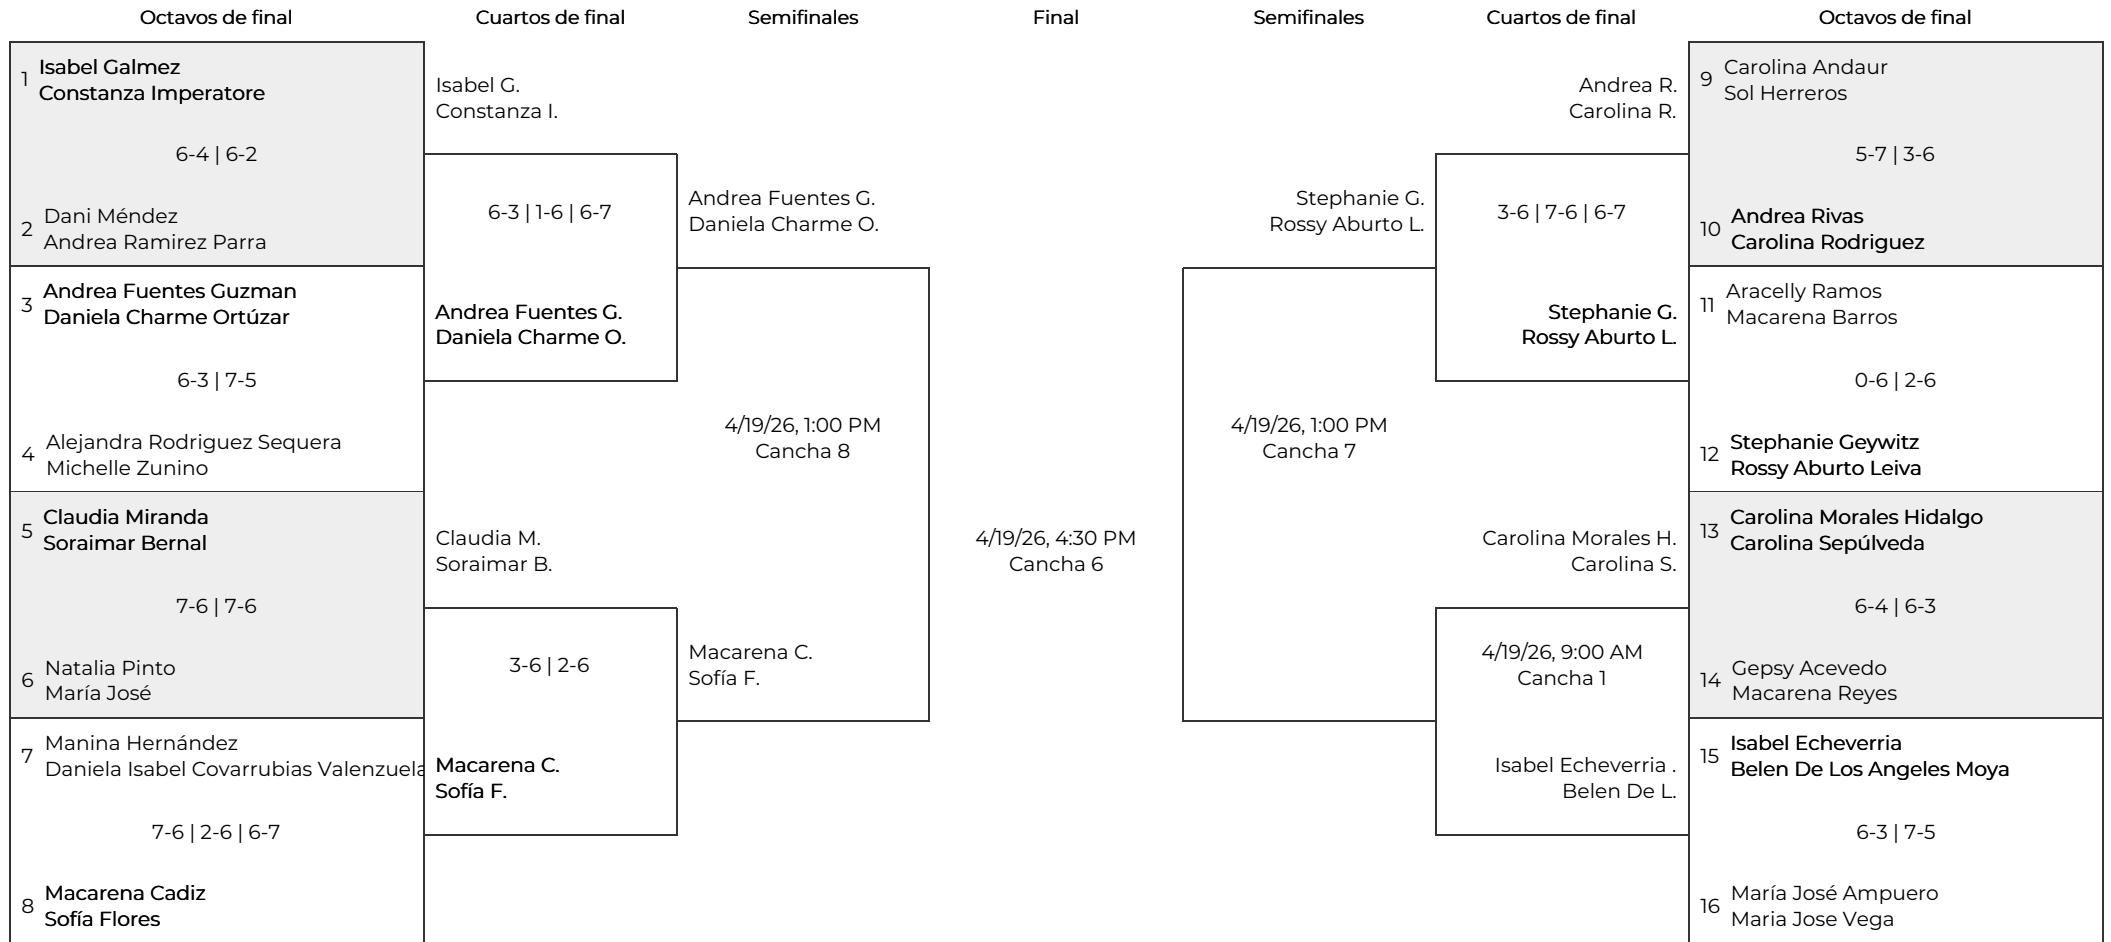 Octavos de final
Cuartos de final
Semifinales
Final
Semifinales
Cuartos de final
Octavos de final
1
Isabel Galmez
Constanza Imperatore
6-4 | 6-2
2
Dani Méndez
Andrea Ramirez Parra
3
Andrea Fuentes Guzman
Daniela Charme Ortúzar
6-3 | 7-5
4
Alejandra Rodriguez Sequera
Michelle Zunino
5
Claudia Miranda
Soraimar Bernal
7-6 | 7-6
6
Natalia Pinto
María José
7
Manina Hernández
Daniela Isabel Covarrubias Valenzuela
7-6 | 2-6 | 6-7
8
Macarena Cadiz
Sofía Flores
Isabel G.
Constanza I.
6-3 | 1-6 | 6-7
Andrea Fuentes G.
Daniela Charme O.
Claudia M.
Soraimar B.
3-6 | 2-6
Macarena C.
Sofía F.
Andrea Fuentes G.
Daniela Charme O.
4/19/26, 1:00 PM
Cancha 8
Macarena C.
Sofía F.
4/19/26, 4:30 PM
Cancha 6
Stephanie G.
Rossy Aburto L.
4/19/26, 1:00 PM
Cancha 7
Andrea R.
Carolina R.
3-6 | 7-6 | 6-7
Stephanie G.
Rossy Aburto L.
Carolina Morales H.
Carolina S.
4/19/26, 9:00 AM
Cancha 1
Isabel Echeverria .
Belen De L.
9
Carolina Andaur
Sol Herreros
5-7 | 3-6
10
Andrea Rivas
Carolina Rodriguez
11
Aracelly Ramos
Macarena Barros
0-6 | 2-6
12
Stephanie Geywitz
Rossy Aburto Leiva
13
Carolina Morales Hidalgo
Carolina Sepúlveda
6-4 | 6-3
14
Gepsy Acevedo
Macarena Reyes
15
Isabel Echeverria
Belen De Los Angeles Moya
6-3 | 7-5
16
María José Ampuero
Maria Jose Vega